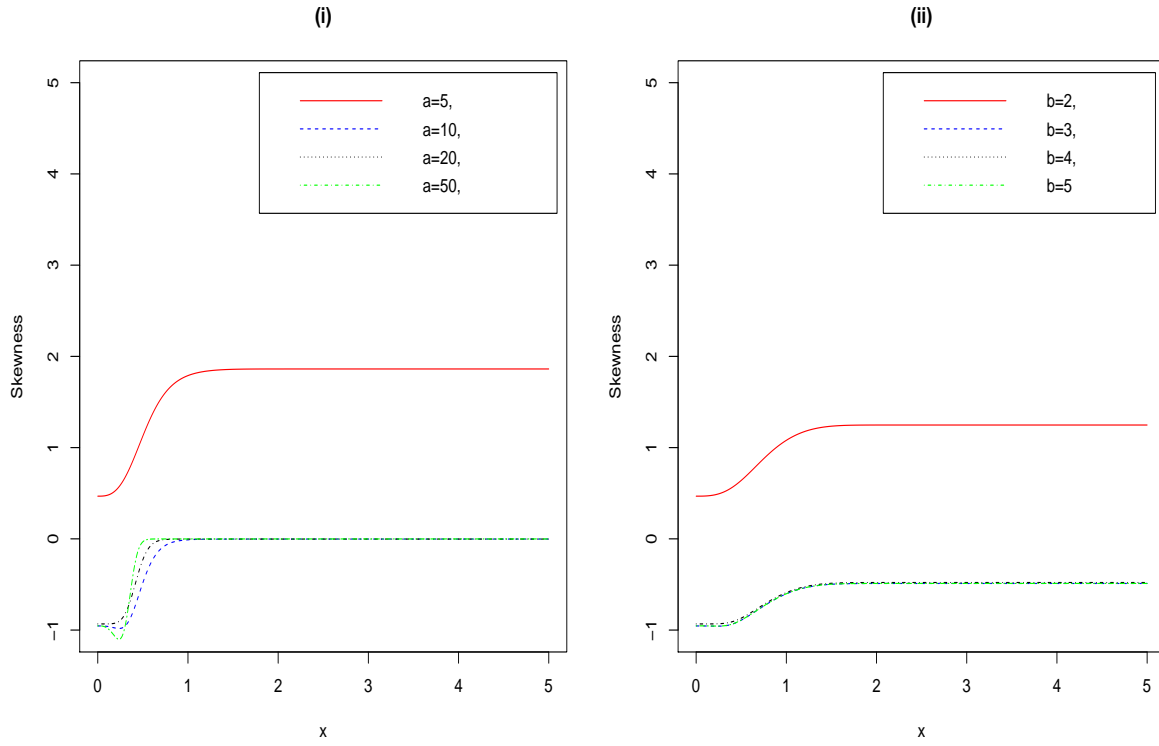 (i)
Skewness
5
4
3
2
1
0
−1
a=5,
a=10,
a=20,
a=50,
0 1 2 3 4 5
x
(ii)
Skewness
5
4
3
2
1
0
−1
b=2,
b=3,
b=4,
b=5
0 1 2 3 4 5
x